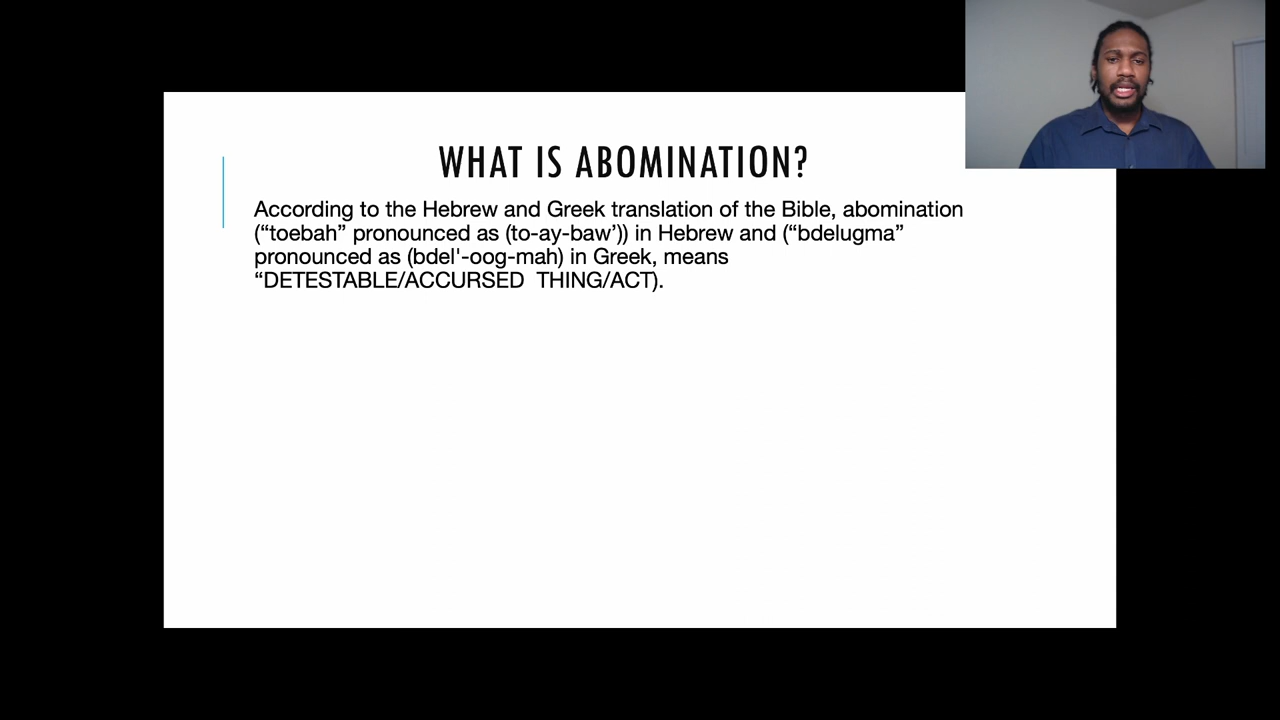 WHAT IS ABOMINATION?
According to the Hebrew and Greek translation of the Bible, abomination
(“toebah” pronounced as (to-ay-baw’)) in Hebrew and (“bdelugma”
pronounced as (bdel'-oog-mah) in Greek, means
“DETESTABLE/ACCURSED  THING/ACT).